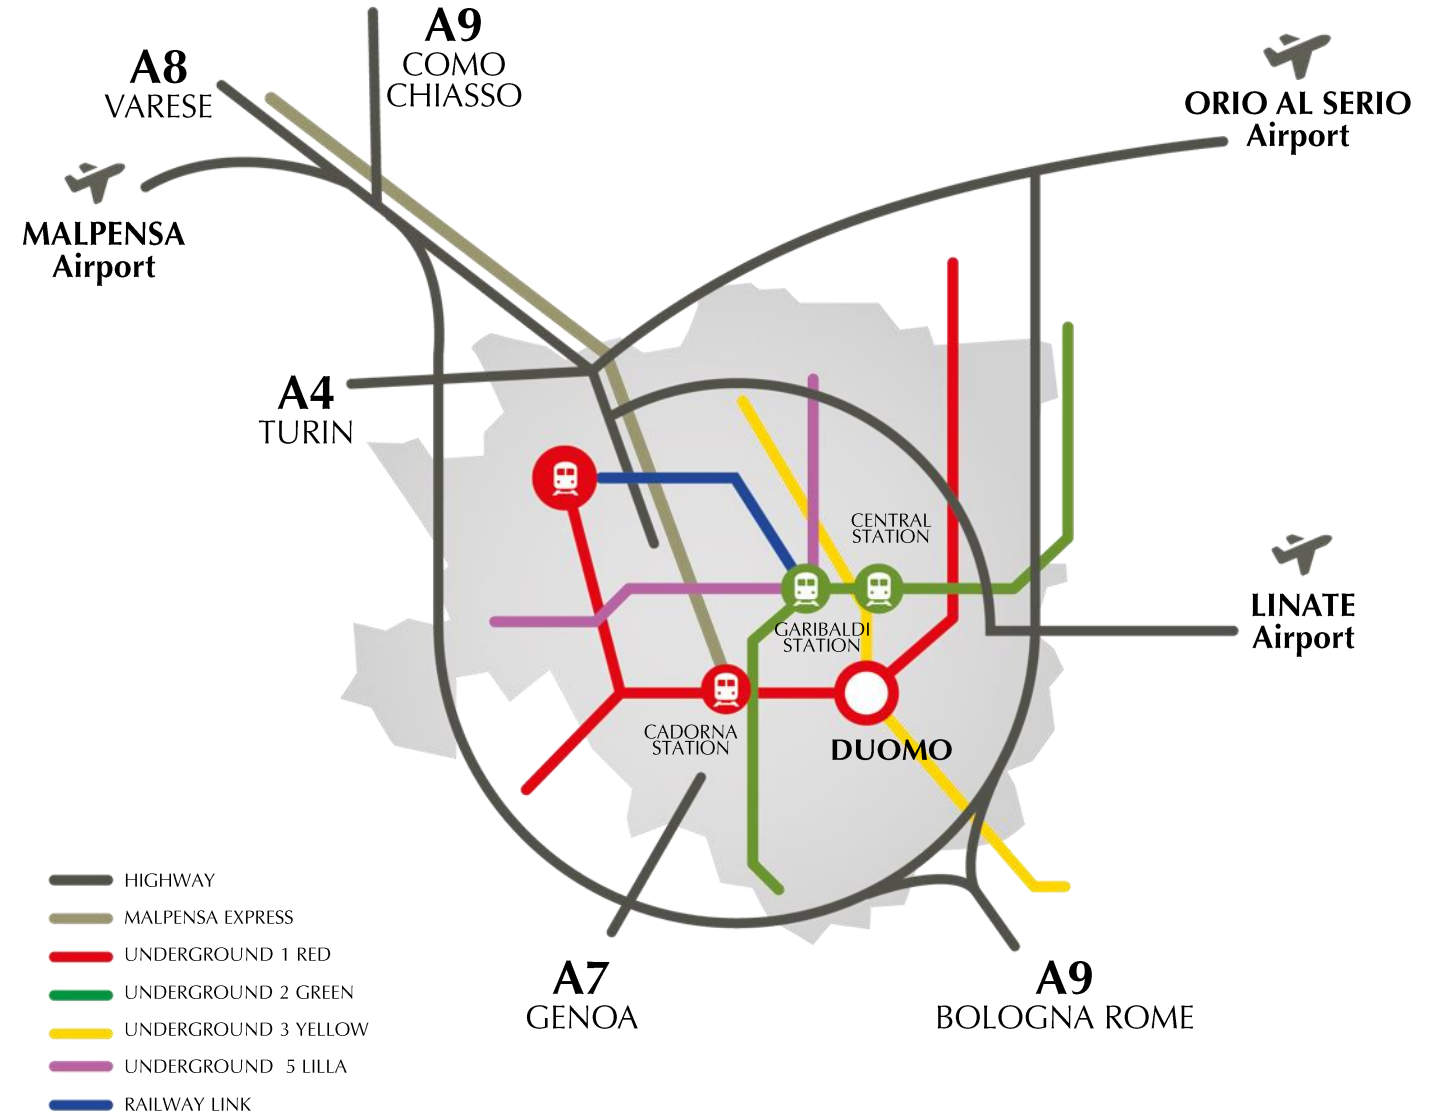 A9
COMO
CHIASSO
A8
VARESE
ORIO AL SERIO
Airport
MALPENSA
Airport
A4
TURIN
CENTRAL
STATION
LINATE
Airport
GARIBALDI
STATION
CADORNA
STATION
DUOMO
A7
GENOA
A9
BOLOGNA ROME
HIGHWAY
MALPENSA EXPRESS
UNDERGROUND 1 RED
UNDERGROUND 2 GREEN
UNDERGROUND 3 YELLOW
UNDERGROUND 5 LILLA
RAILWAY LINK